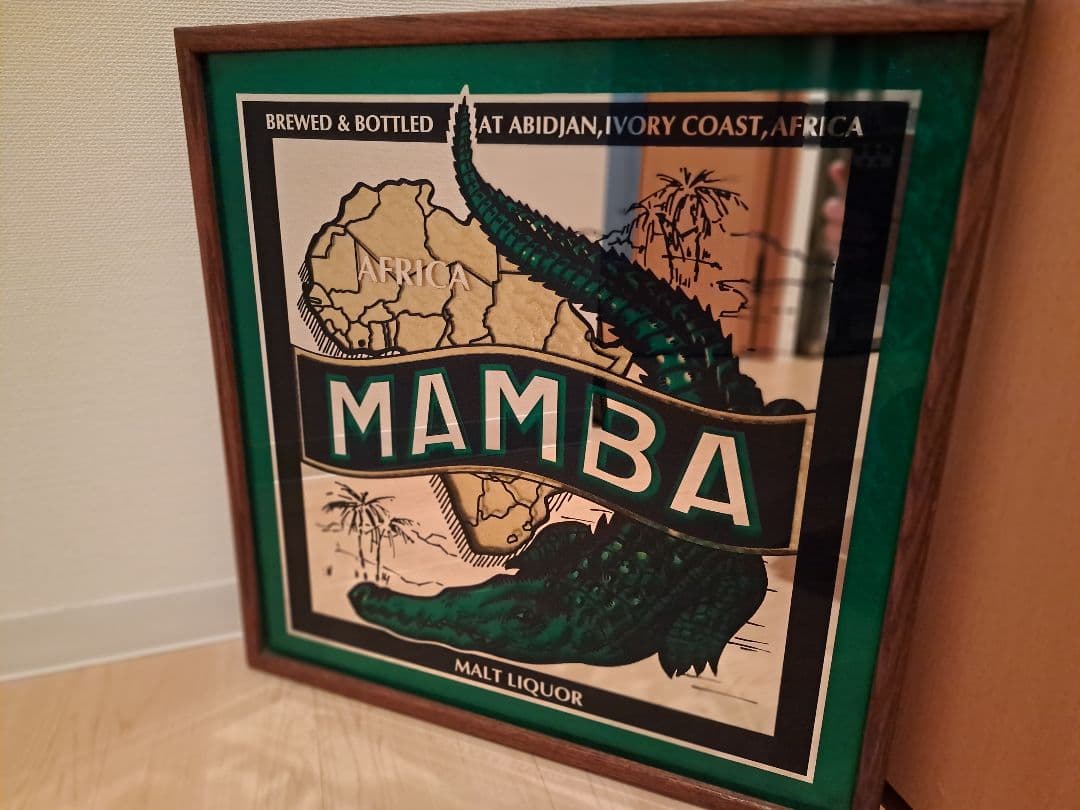 BREWED & BOTTLED AT ABIDJAN, IVORY COAST, AFRICA
AFRICA
MAMBA
MALT LIQUOR